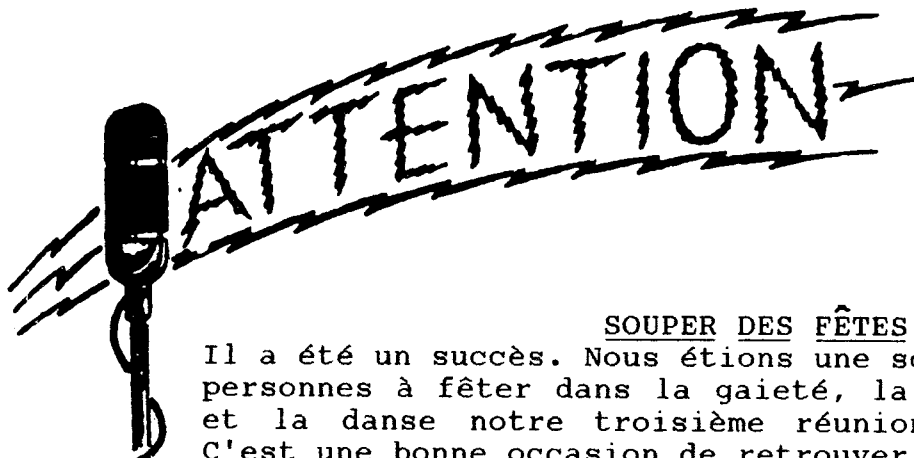 ATTENTION
SOUPER DES FÊTES
Il a été un succès. Nous étions une
personnes à fêter dans la gaieté, la
et la danse notre troisième réunion
C'est une bonne occasion de retrouver